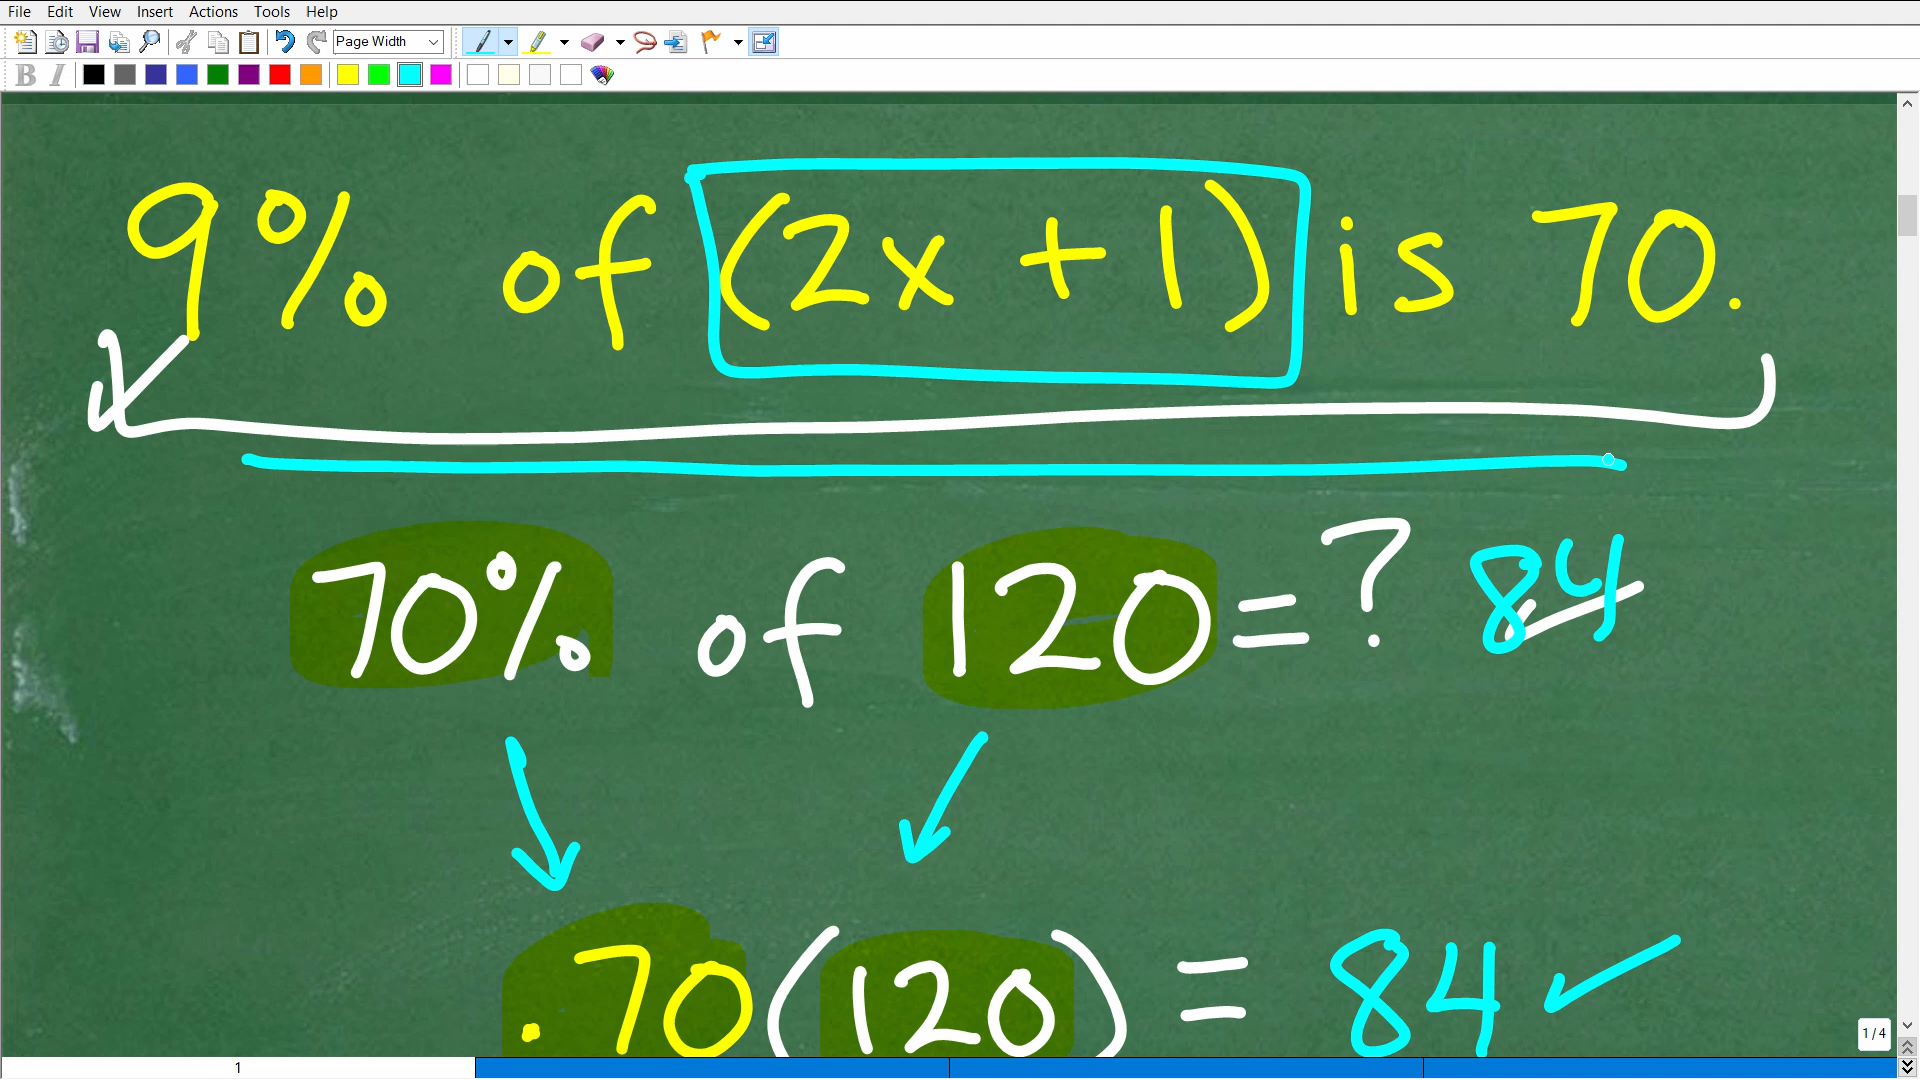 File Edit View Insert Actions Tools Help
Page Width
B I
9% of (2x + 1) is 70.
70% of 120 = ? 84
.70(120) = 84
1 / 4
1